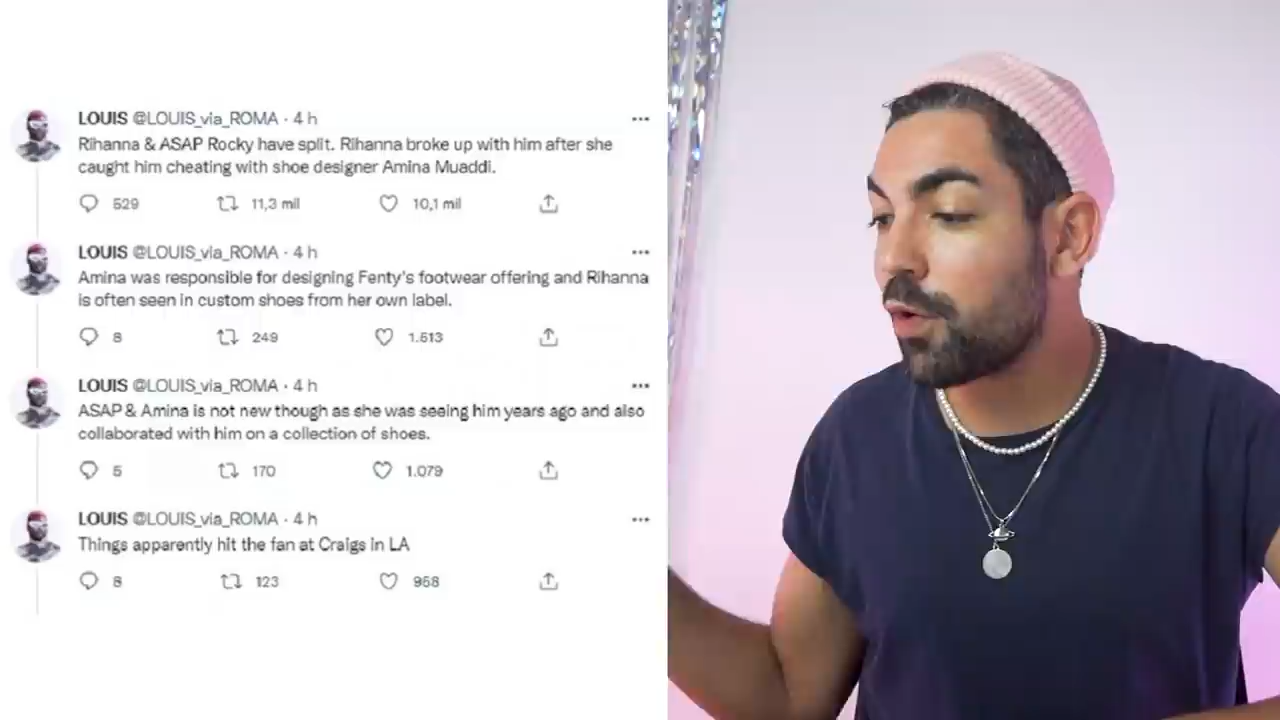 LOUIS @LOUIS_via_ROMA · 4 h
Rihanna & ASAP Rocky have split. Rihanna broke up with him after she
caught him cheating with shoe designer Amina Muaddi.
529 11,3 mil 10,1 mil
LOUIS @LOUIS_via_ROMA · 4 h
Amina was responsible for designing Fenty's footwear offering and Rihanna
is often seen in custom shoes from her own label.
8 249 1.513
LOUIS @LOUIS_via_ROMA · 4 h
ASAP & Amina is not new though as she was seeing him years ago and also
collaborated with him on a collection of shoes.
5 170 1.079
LOUIS @LOUIS_via_ROMA · 4 h
Things apparently hit the fan at Craigs in LA
8 123 958